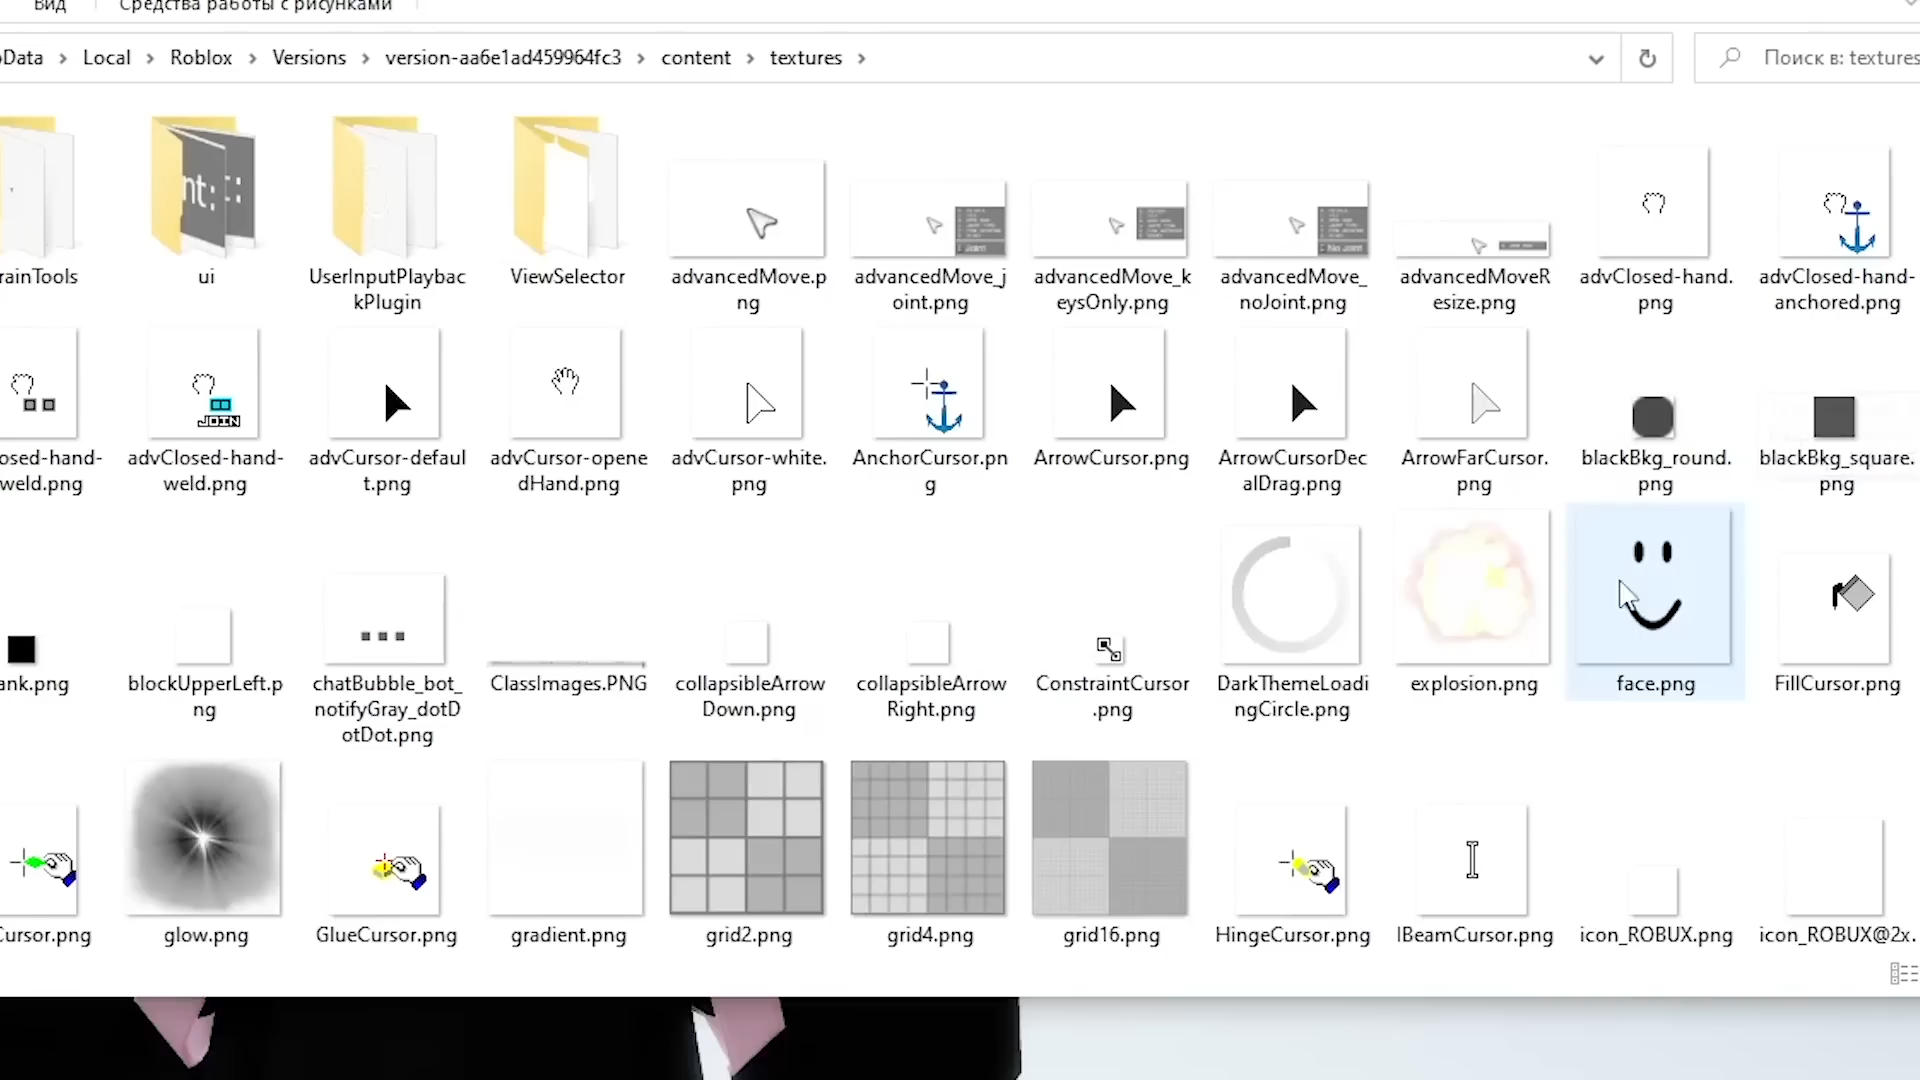 Вид Средства работы с рисунками
Data > Local > Roblox > Versions > version-aa6e1ad459964fc3 > content > textures >
Поиск в: textures
nt:
JOIN
rainTools
ui
UserInputPlaybac
kPlugin
ViewSelector
advancedMove.p
ng
advancedMove_j
oint.png
advancedMove_k
eysOnly.png
advancedMove_
noJoint.png
advancedMoveR
esize.png
advClosed-hand.
png
advClosed-hand-
anchored.png
osed-hand-
weld.png
advClosed-hand-
weld.png
advCursor-defaul
t.png
advCursor-opene
dHand.png
advCursor-white.
png
AnchorCursor.pn
g
ArrowCursor.png
ArrowCursorDec
alDrag.png
ArrowFarCursor.
png
blackBkg_round.
png
blackBkg_square.
png
ank.png
blockUpperLeft.p
ng
chatBubble_bot_
notifyGray_dotD
otDot.png
ClassImages.PNG
collapsibleArrow
Down.png
collapsibleArrow
Right.png
ConstraintCursor
.png
DarkThemeLoadi
ngCircle.png
explosion.png
face.png
FillCursor.png
Cursor.png
glow.png
GlueCursor.png
gradient.png
grid2.png
grid4.png
grid16.png
HingeCursor.png
IBeamCursor.png
icon_ROBUX.png
icon_ROBUX@2x.